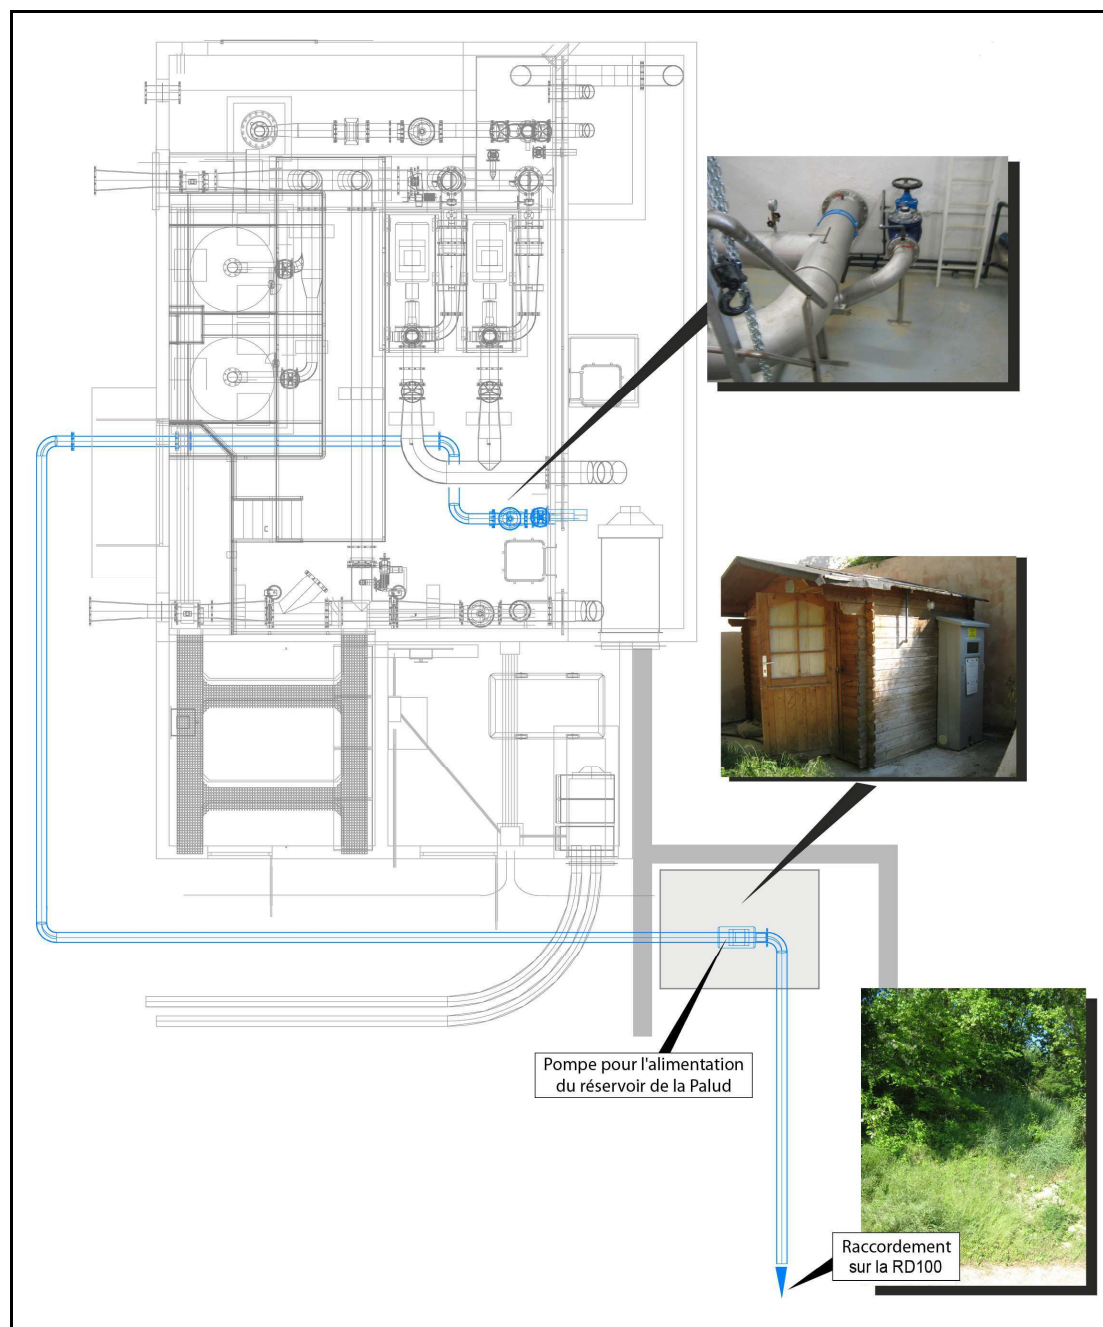 Pompe pour l'alimentation
du réservoir de la Palud
Raccordement
sur la RD100